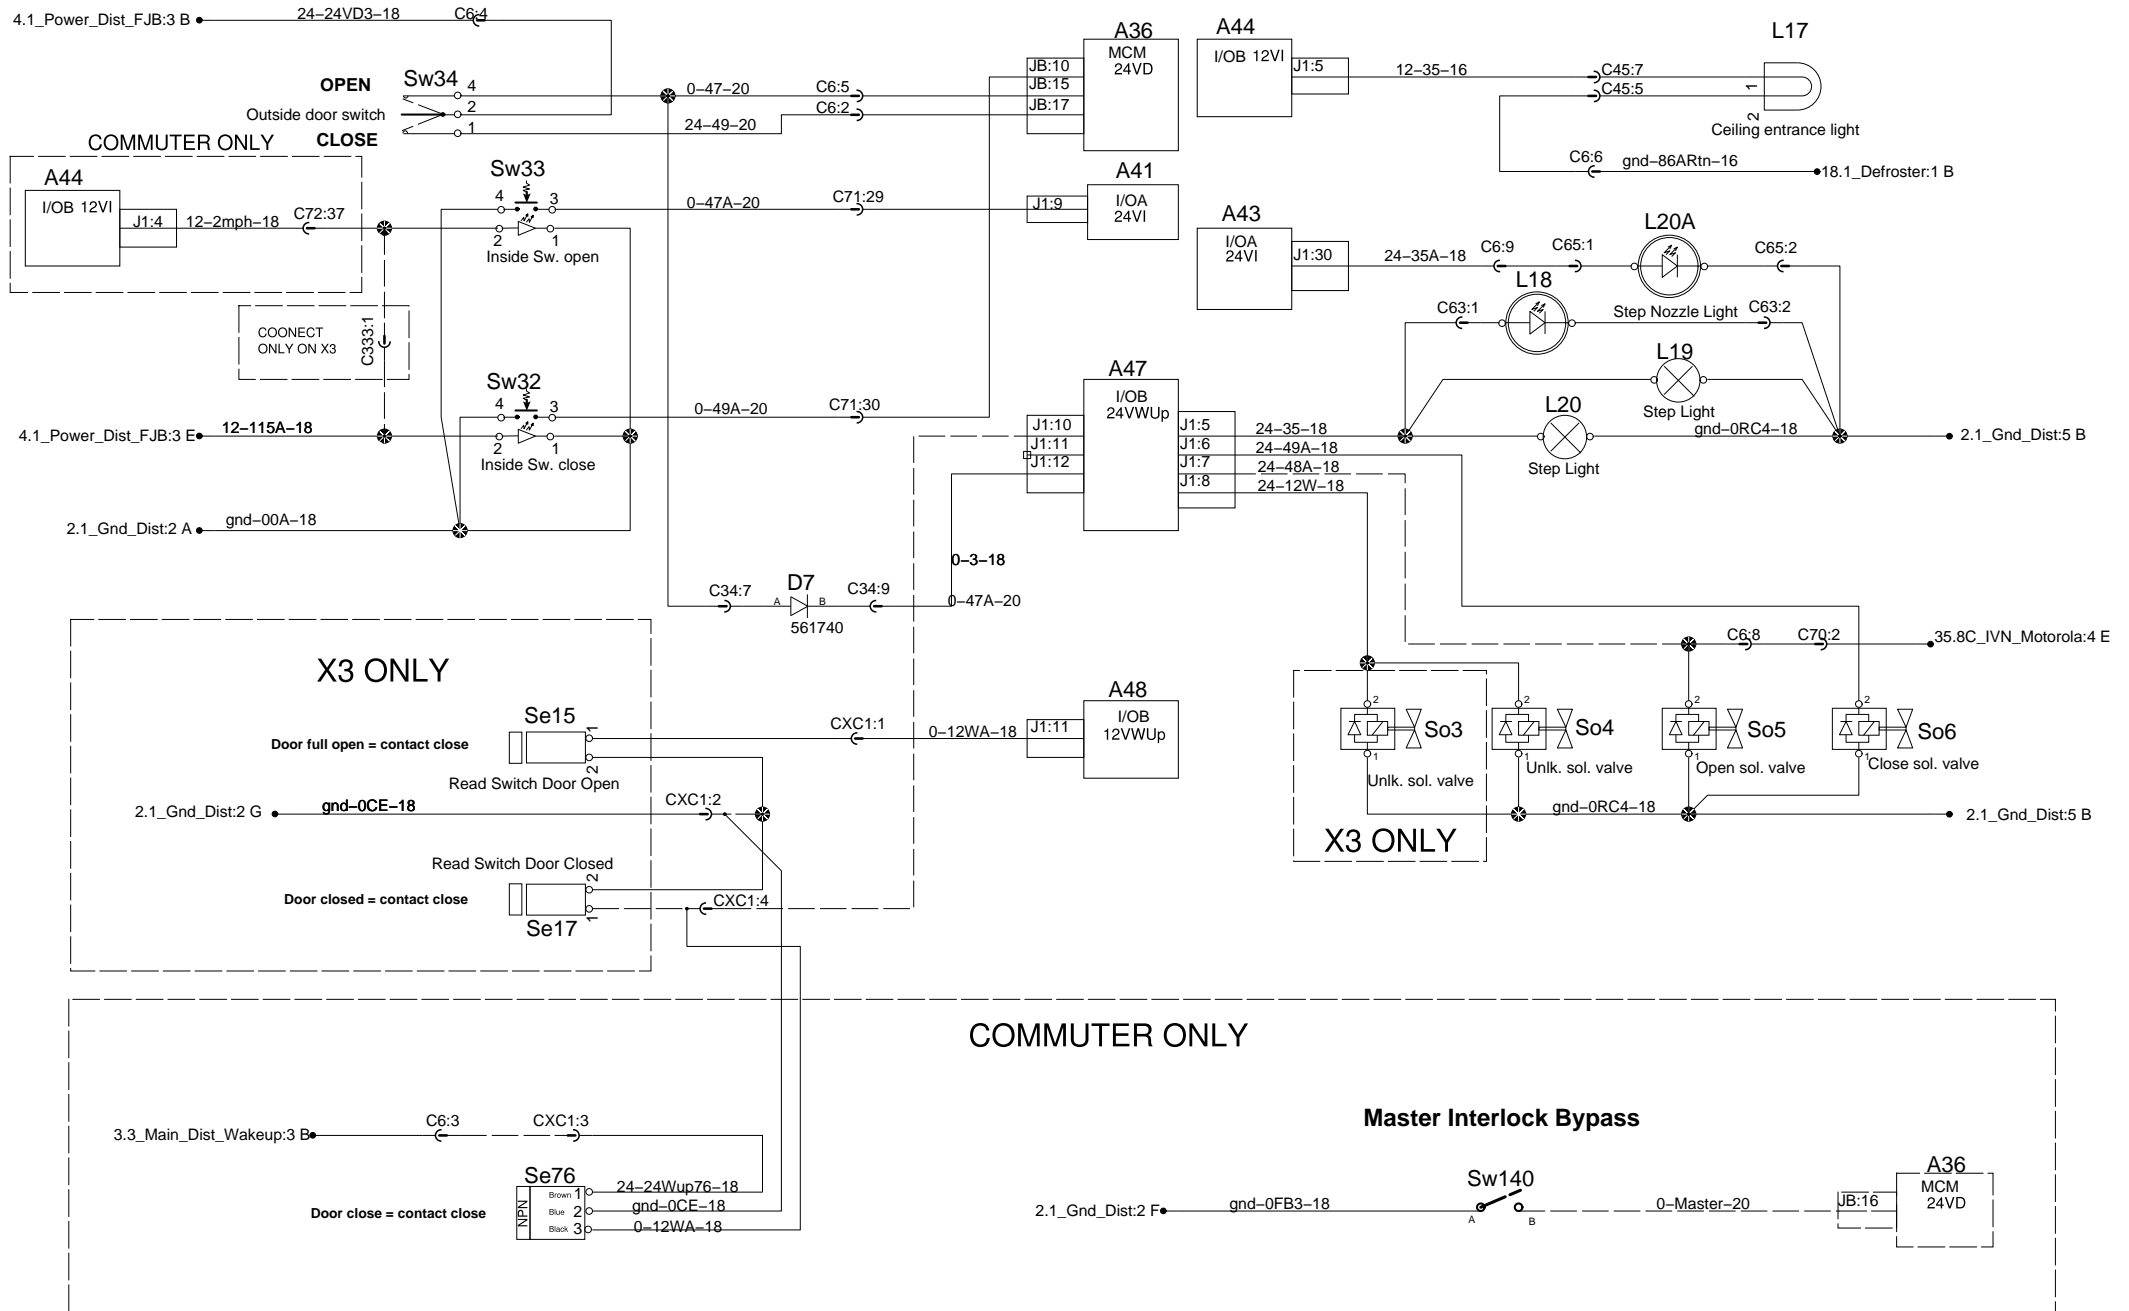 4.1_Power_Dist_FJB:3 B
24-24VD3-18
C6:4
OPEN
Sw34
4
Outside door switch
2
CLOSE
1
0-47-20
C6:5
24-49-20
C6:2
A36
MCM
24VD
JB:10
JB:15
JB:17
A44
I/OB 12VI
J1:5
12-35-16
C45:7
C45:5
L17
1
2
Ceiling entrance light
C6:6
gnd-86ARtn-16
18.1_Defroster:1 B
COMMUTER ONLY
A44
I/OB 12VI
J1:4
12-2mph-18
C72:37
Sw33
4
3
2
1
Inside Sw. open
0-47A-20
C71:29
A41
I/OA
24VI
J1:9
A43
I/OA
24VI
J1:30
24-35A-18
C6:9
C65:1
L20A
C65:2
Step Nozzle Light
C63:1
L18
C63:2
L19
Step Light
L20
Step Light
gnd-0RC4-18
2.1_Gnd_Dist:5 B
COONECT
ONLY ON X3
C333:1
Sw32
4
3
2
1
Inside Sw. close
0-49A-20
C71:30
4.1_Power_Dist_FJB:3 E
12-115A-18
2.1_Gnd_Dist:2 A
gnd-00A-18
A47
I/OB
24VWUp
J1:10
J1:11
J1:12
J1:5
J1:6
J1:7
J1:8
24-35-18
24-49A-18
24-48A-18
24-12W-18
0-3-18
C34:7
A
D7
B
561740
C34:9
0-47A-20
C6:8
C70:2
35.8C_IVN_Motorola:4 E
X3 ONLY
Se15
1
2
Door full open = contact close
Read Switch Door Open
CXC1:1
0-12WA-18
A48
I/OB
12VWUp
J1:11
2.1_Gnd_Dist:2 G
gnd-0CE-18
CXC1:2
Read Switch Door Closed
2
1
Door closed = contact close
Se17
CXC1:4
2
So3
1
Unlk. sol. valve
2
So4
1
Unlk. sol. valve
2
So5
1
Open sol. valve
2
So6
1
Close sol. valve
gnd-0RC4-18
2.1_Gnd_Dist:5 B
X3 ONLY
COMMUTER ONLY
3.3_Main_Dist_Wakeup:3 B
C6:3
CXC1:3
Se76
NPN
Brown 1
Blue 2
Black 3
24-24Wup76-18
gnd-0CE-18
0-12WA-18
Door close = contact close
Master Interlock Bypass
2.1_Gnd_Dist:2 F
gnd-0FB3-18
Sw140
A
B
0-Master-20
JB:16
A36
MCM
24VD